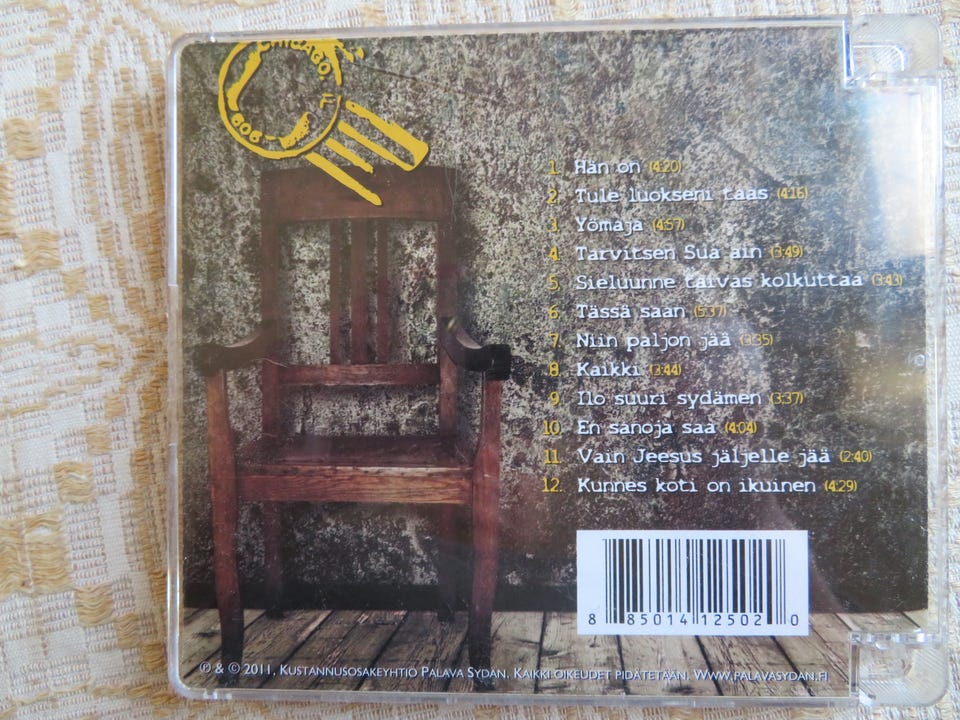 CHICAGO, IL
606
1. Hän on (4:20)
2. Tule luokseni taas (4:16)
3. Yömaja (4:57)
4. Tarvitsen Sua ain (3:49)
5. Sieluunne taivas kolkuttaa (3:43)
6. Tässä saan (5:37)
7. Niin paljon jää (3:35)
8. Kaikki (3:44)
9. Ilo suuri sydämen (3:37)
10. En sanoja saa (4:04)
11. Vain Jeesus jäljelle jää (2:40)
12. Kunnes koti on ikuinen (4:29)
8 85014 12502 0
℗ & © 2011, Kustannusosakeyhtiö Palava Sydän. Kaikki oikeudet pidätetään. www.palavasydan.fi